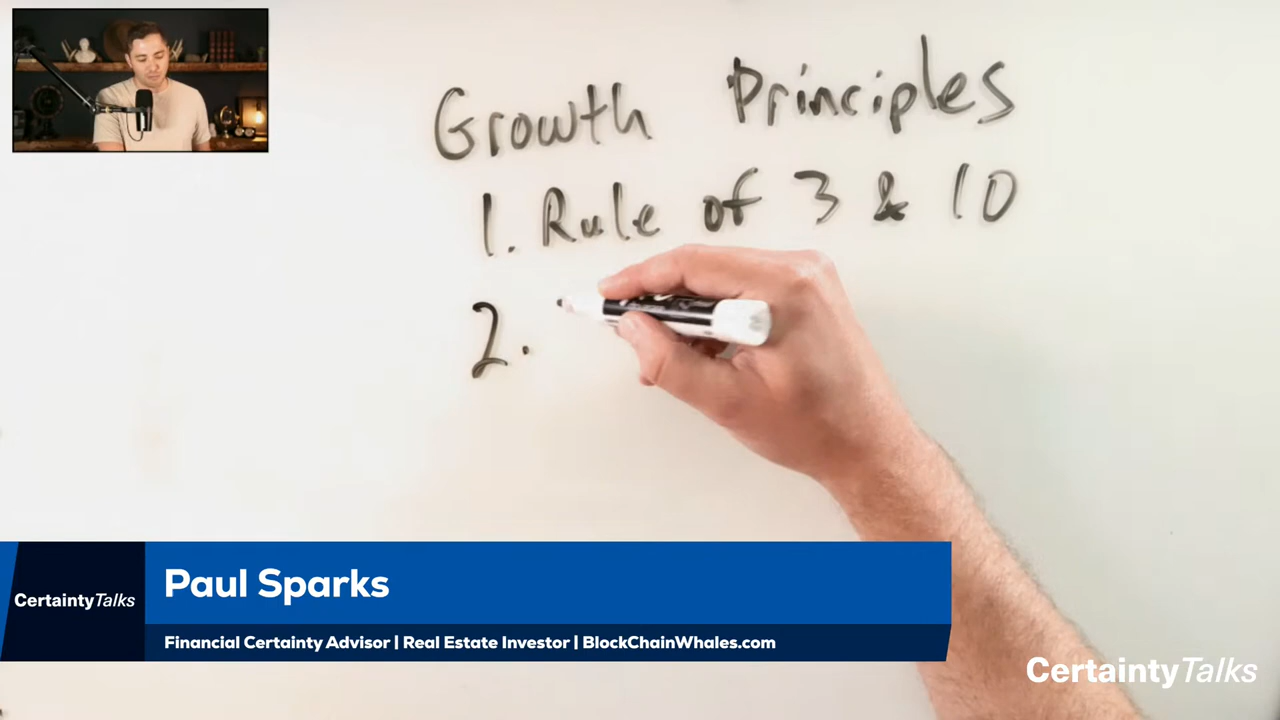 Growth Principles
1. Rule of 3 & 10
2.
Paul Sparks
CertaintyTalks
Financial Certainty Advisor | Real Estate Investor | BlockChainWhales.com
CertaintyTalks